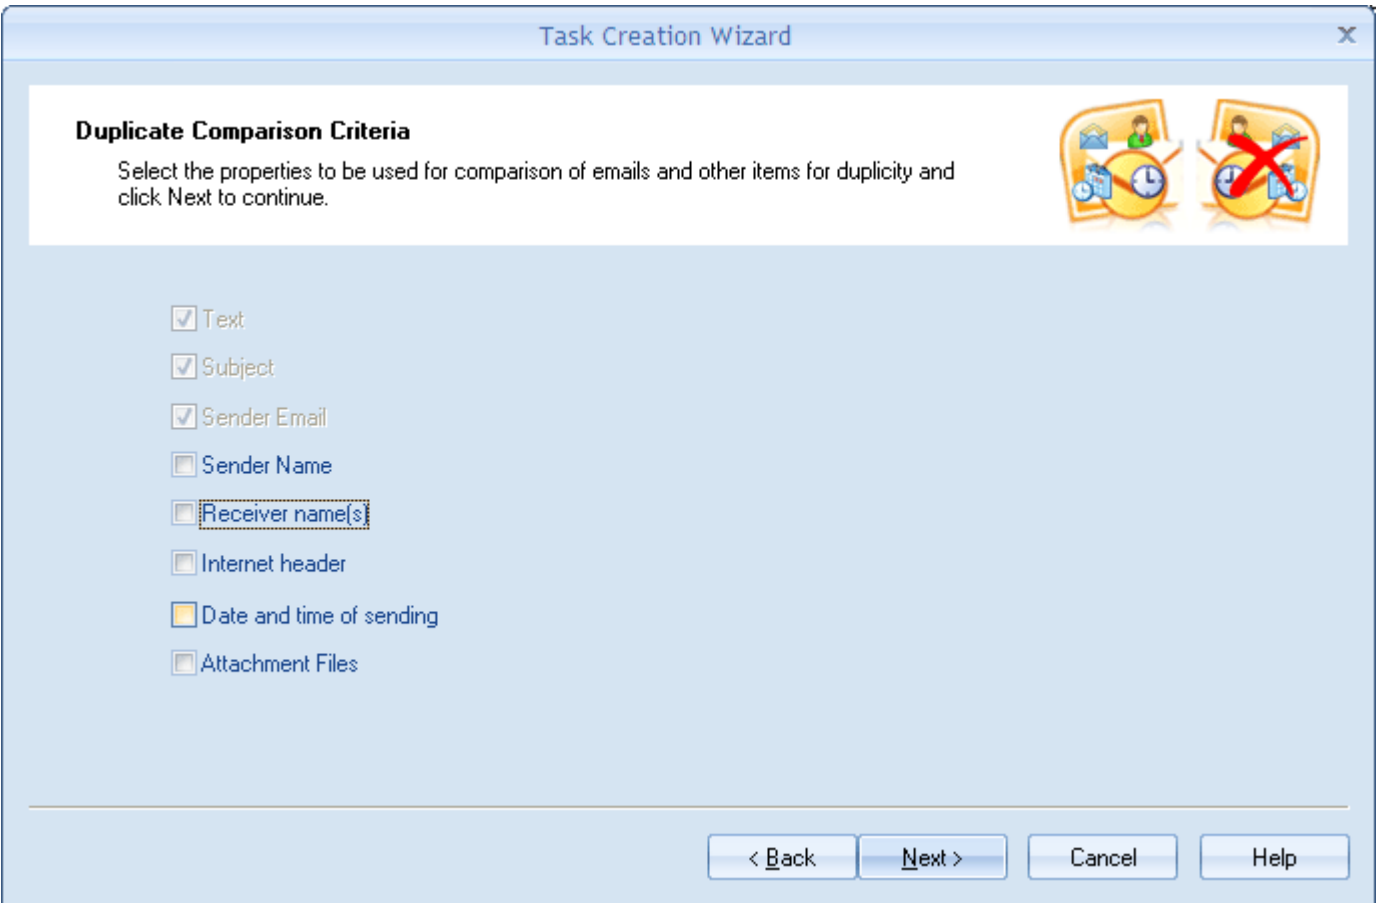 Task Creation Wizard
Duplicate Comparison Criteria
Select the properties to be used for comparison of emails and other items for duplicity and
click Next to continue.
Text
Subject
Sender Email
Sender Name
Receiver name(s)
Internet header
Date and time of sending
Attachment Files
< Back
Next >
Cancel
Help